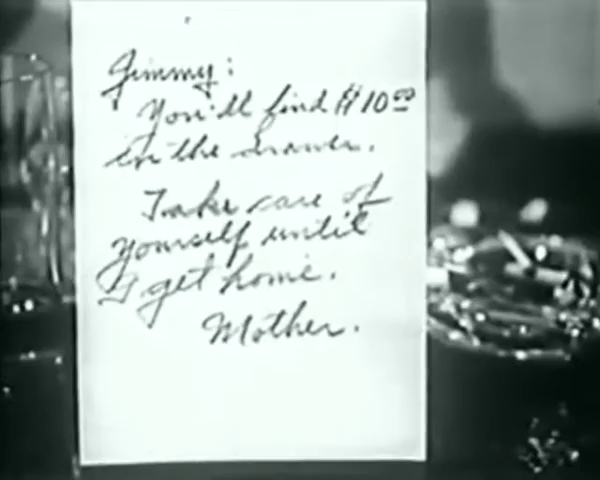 Jimmy:
You'll find $10.00
in the drawer.
Take care of
yourself until
I get home.
Mother.